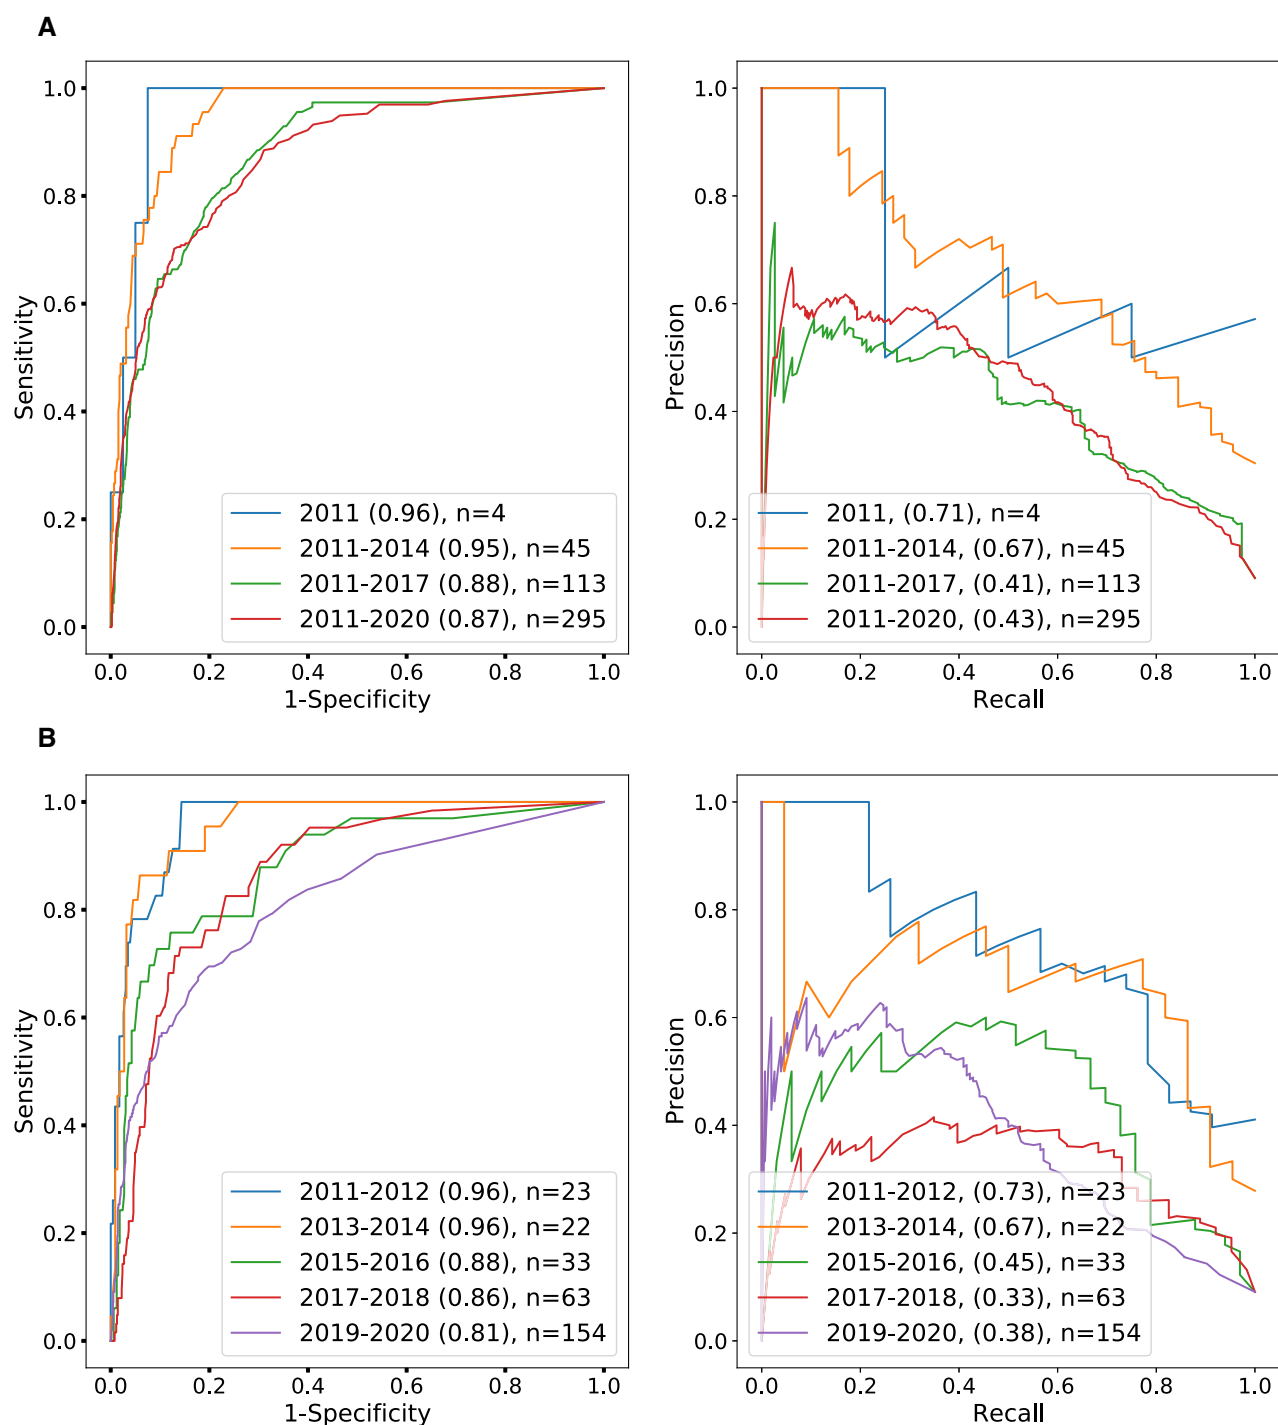 A
1.0
0.8
0.6
0.4
0.2
0.0
Sensitivity
0.0 0.2 0.4 0.6 0.8 1.0
1-Specificity
2011 (0.96), n=4
2011-2014 (0.95), n=45
2011-2017 (0.88), n=113
2011-2020 (0.87), n=295
1.0
0.8
0.6
0.4
0.2
0.0
Precision
0.0 0.2 0.4 0.6 0.8 1.0
Recall
2011, (0.71), n=4
2011-2014, (0.67), n=45
2011-2017, (0.41), n=113
2011-2020, (0.43), n=295
B
1.0
0.8
0.6
0.4
0.2
0.0
Sensitivity
0.0 0.2 0.4 0.6 0.8 1.0
1-Specificity
2011-2012 (0.96), n=23
2013-2014 (0.96), n=22
2015-2016 (0.88), n=33
2017-2018 (0.86), n=63
2019-2020 (0.81), n=154
1.0
0.8
0.6
0.4
0.2
0.0
Precision
0.0 0.2 0.4 0.6 0.8 1.0
Recall
2011-2012, (0.73), n=23
2013-2014, (0.67), n=22
2015-2016, (0.45), n=33
2017-2018, (0.33), n=63
2019-2020, (0.38), n=154